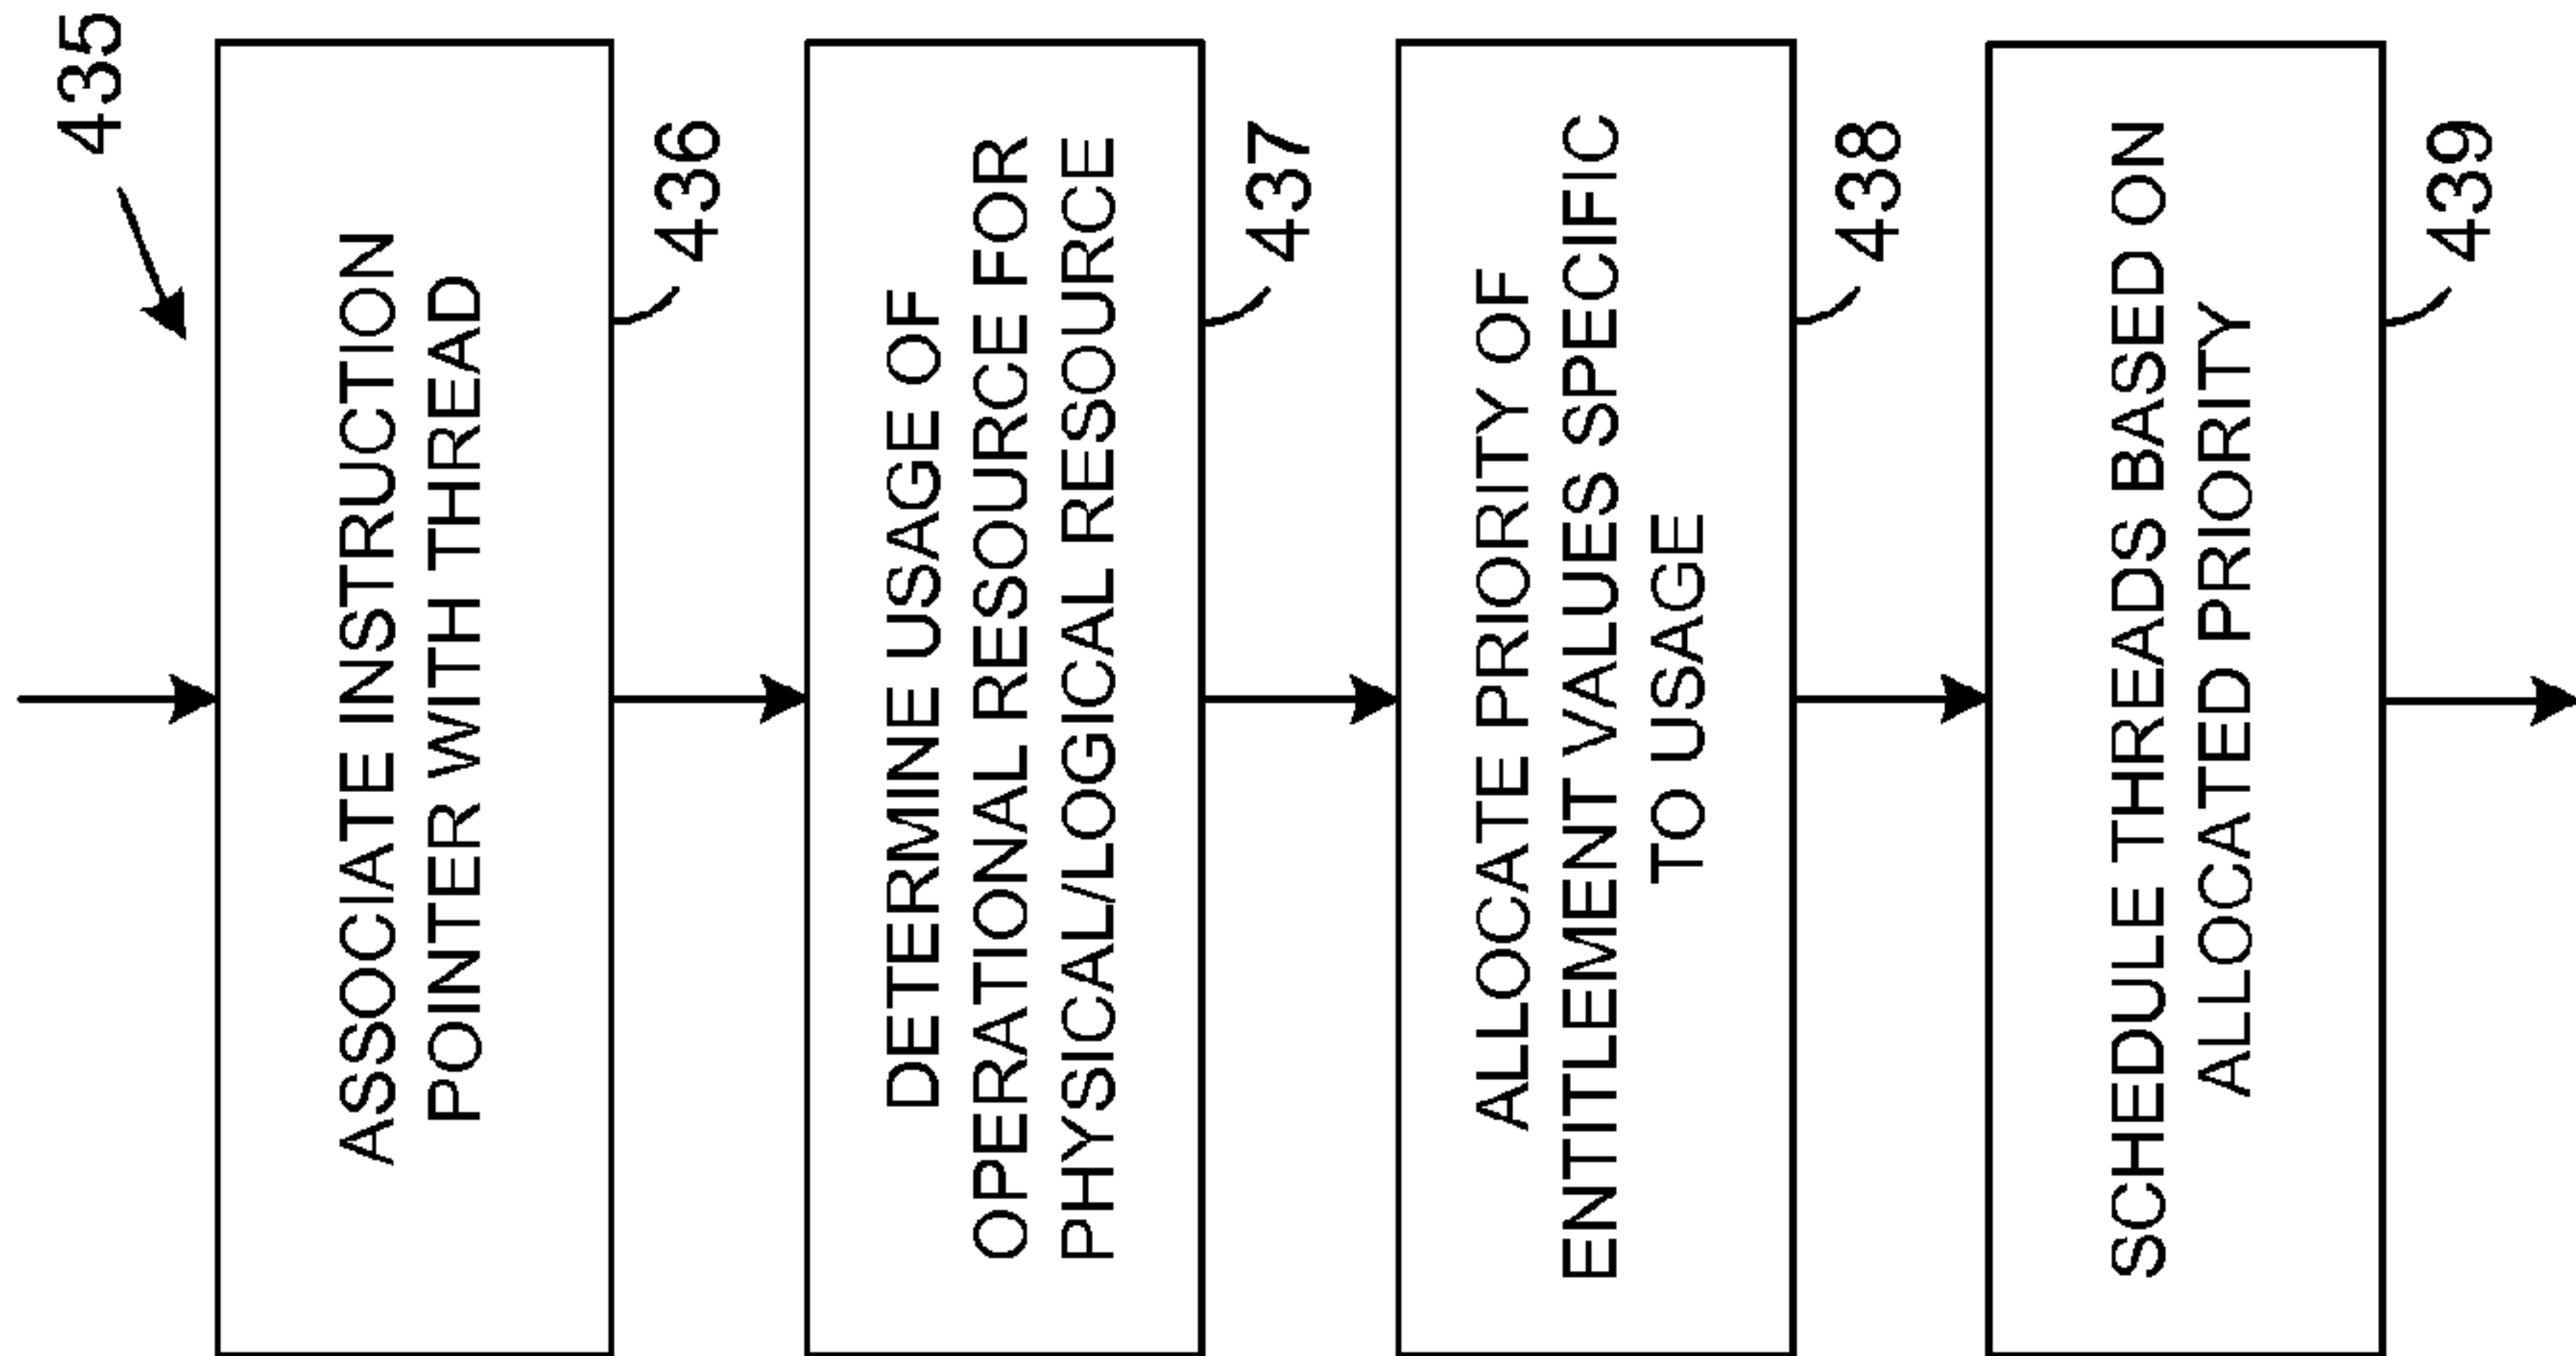 435
ASSOCIATE INSTRUCTION
POINTER WITH THREAD
436
DETERMINE USAGE OF
OPERATIONAL RESOURCE FOR
PHYSICAL/LOGICAL RESOURCE
437
ALLOCATE PRIORITY OF
ENTITLEMENT VALUES SPECIFIC
TO USAGE
438
SCHEDULE THREADS BASED ON
ALLOCATED PRIORITY
439